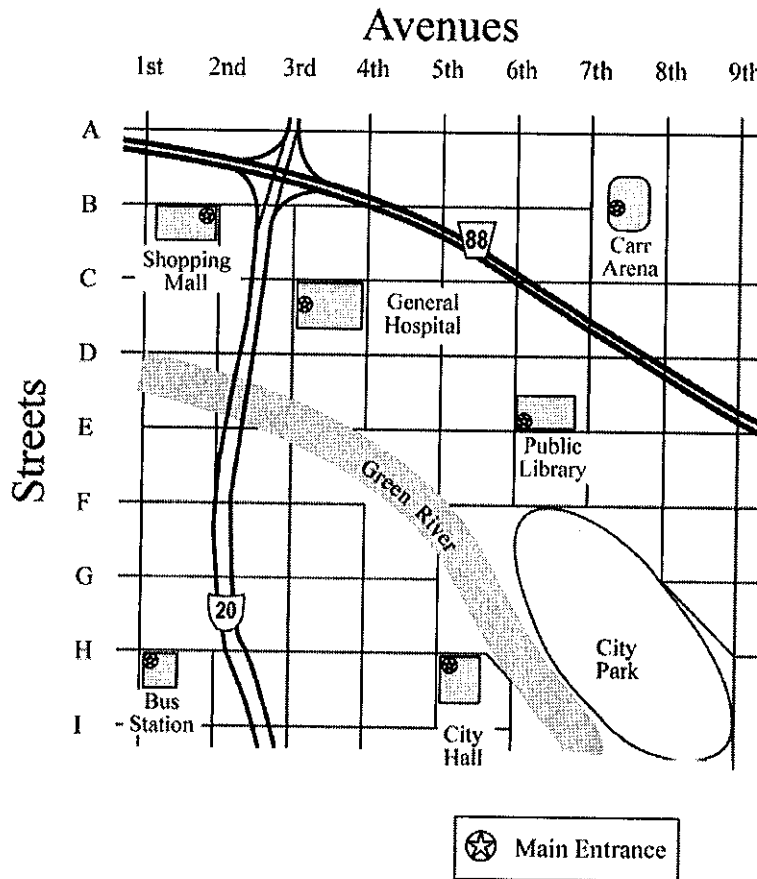 Avenues
1st 2nd 3rd 4th 5th 6th 7th 8th 9th
Streets
A
B
C
D
E
F
G
H
I
Shopping
Mall
88
Carr
Arena
General
Hospital
Public
Library
Green River
20
City
Park
Bus
Station
City
Hall
Main Entrance